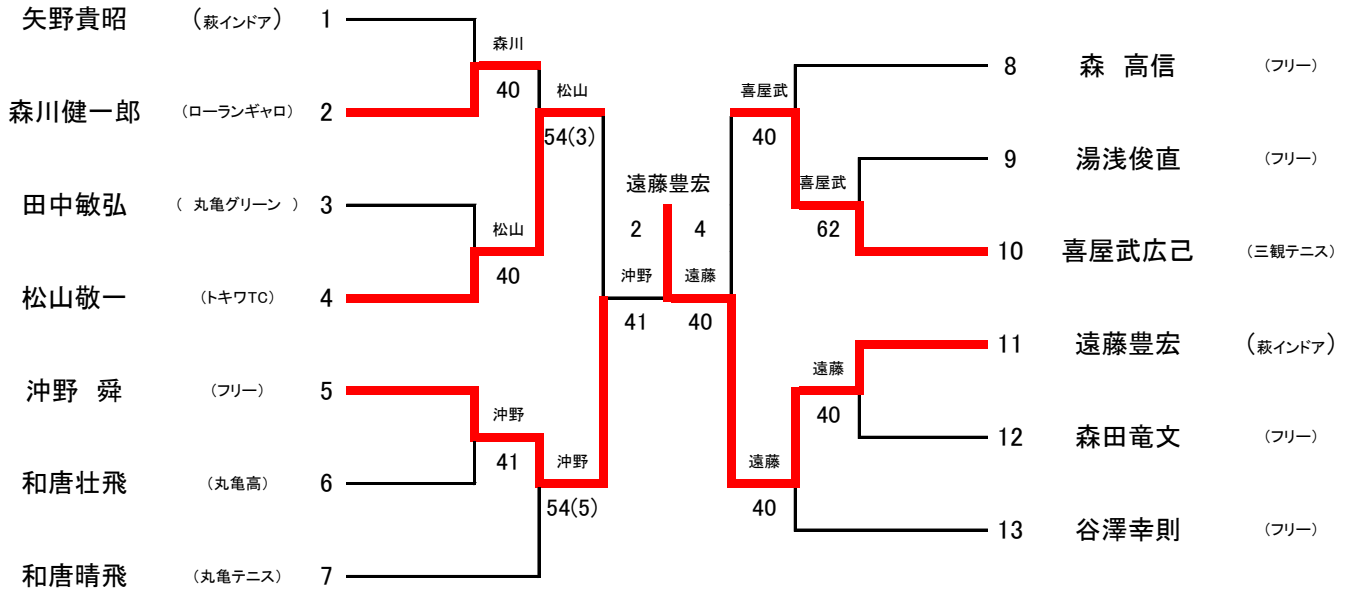 矢野貴昭 (萩インドア) 1
森川
40
森川健一郎 (ローランギャロ) 2
松山
54(3)
田中敏弘 ( 丸亀グリーン ) 3
松山
40
松山敬一 (トキワTC) 4
沖野 舜 (フリー) 5
沖野
41
和唐壮飛 (丸亀高) 6
沖野
54(5)
和唐晴飛 (丸亀テニス) 7
遠藤豊宏
2 4
沖野 遠藤
41 40
8 森 高信 (フリー)
喜屋武
40
9 湯浅俊直 (フリー)
喜屋武
62
10 喜屋武広己 (三観テニス)
11 遠藤豊宏 (萩インドア)
遠藤
40
12 森田竜文 (フリー)
遠藤
40
13 谷澤幸則 (フリー)